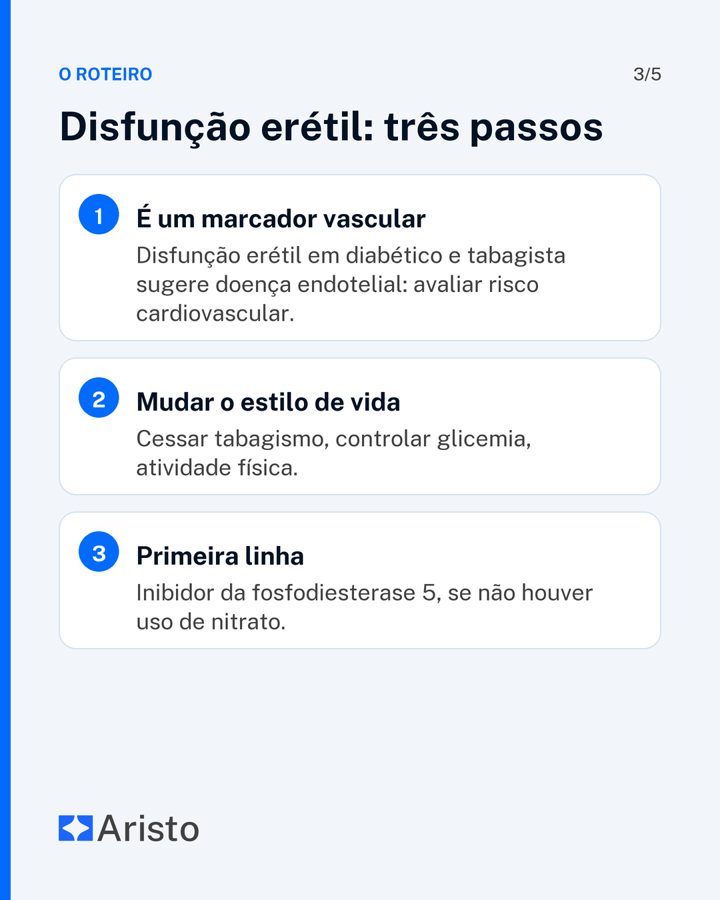 O ROTEIRO
3/5
Disfunção erétil: três passos
1
É um marcador vascular
Disfunção erétil em diabético e tabagista
sugere doença endotelial: avaliar risco
cardiovascular.
2
Mudar o estilo de vida
Cessar tabagismo, controlar glicemia,
atividade física.
3
Primeira linha
Inibidor da fosfodiesterase 5, se não houver
uso de nitrato.
Aristo